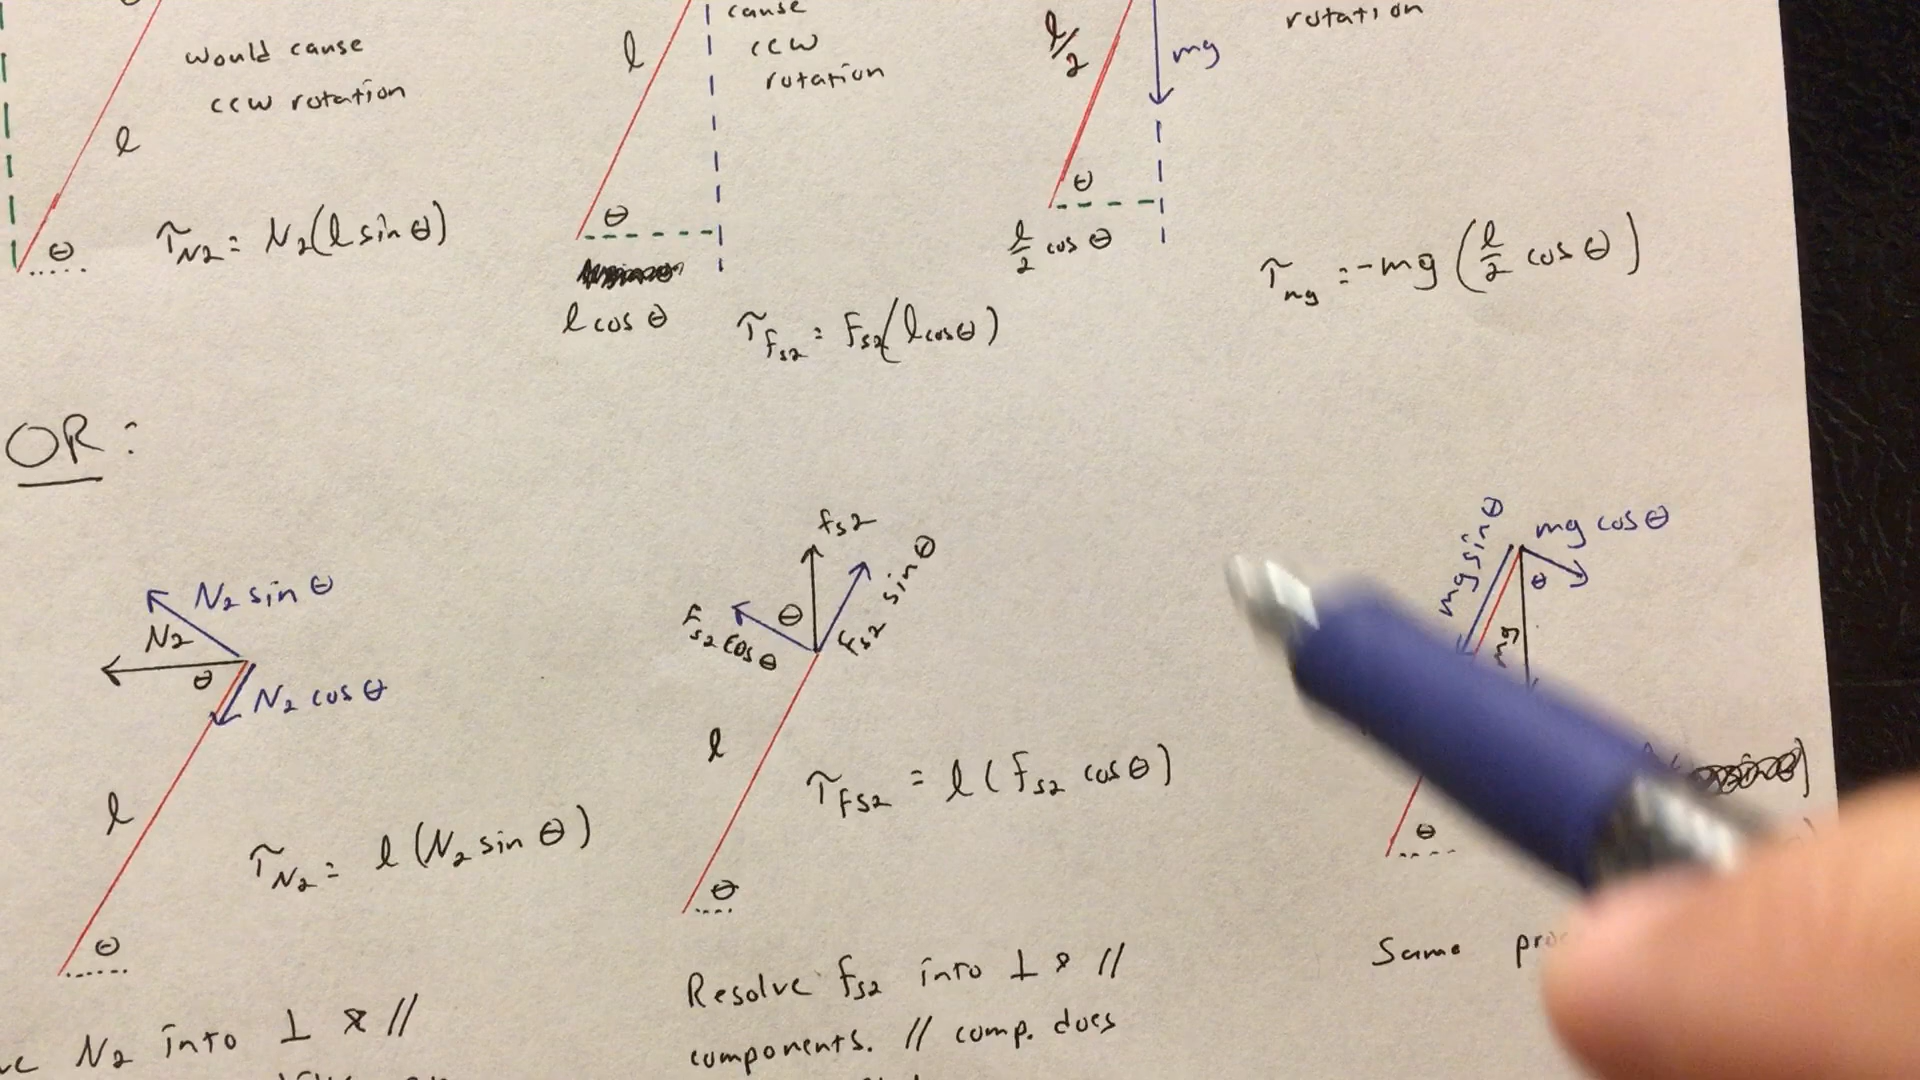 would cause
ccw rotation
l
θ
τN2 = N2(l sin θ)
cause
ccw
rotation
l
θ
l cos θ
τfs2 = Fs2(l cos θ)
rotation
l/2
mg
θ
l/2 cos θ
τmg = -mg (l/2 cos θ)
OR:
N2 sin θ
N2
θ
N2 cos θ
l
τN2 = l (N2 sin θ)
θ
fs2
θ
Fs2 cos θ
fs2 sin θ
l
τFs2 = l (fs2 cos θ)
θ
mg sin θ
mg cos θ
θ
mg
θ
N2 into ⊥ & //
Resolve fs2 into ⊥ & //
components. // comp. does
Same